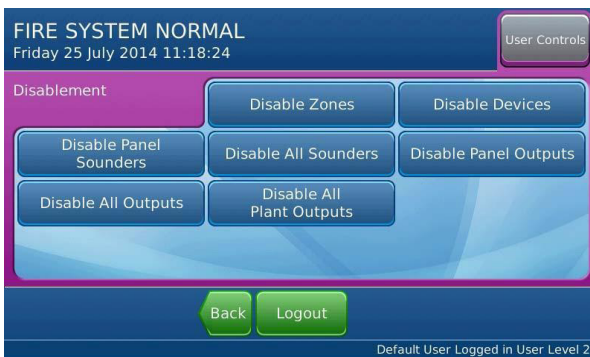 FIRE SYSTEM NORMAL
Friday 25 July 2014 11:18:24
User Controls
Disablement
Disable Zones
Disable Devices
Disable Panel
Sounders
Disable All Sounders
Disable Panel Outputs
Disable All Outputs
Disable All
Plant Outputs
Back
Logout
Default User Logged in User Level 2